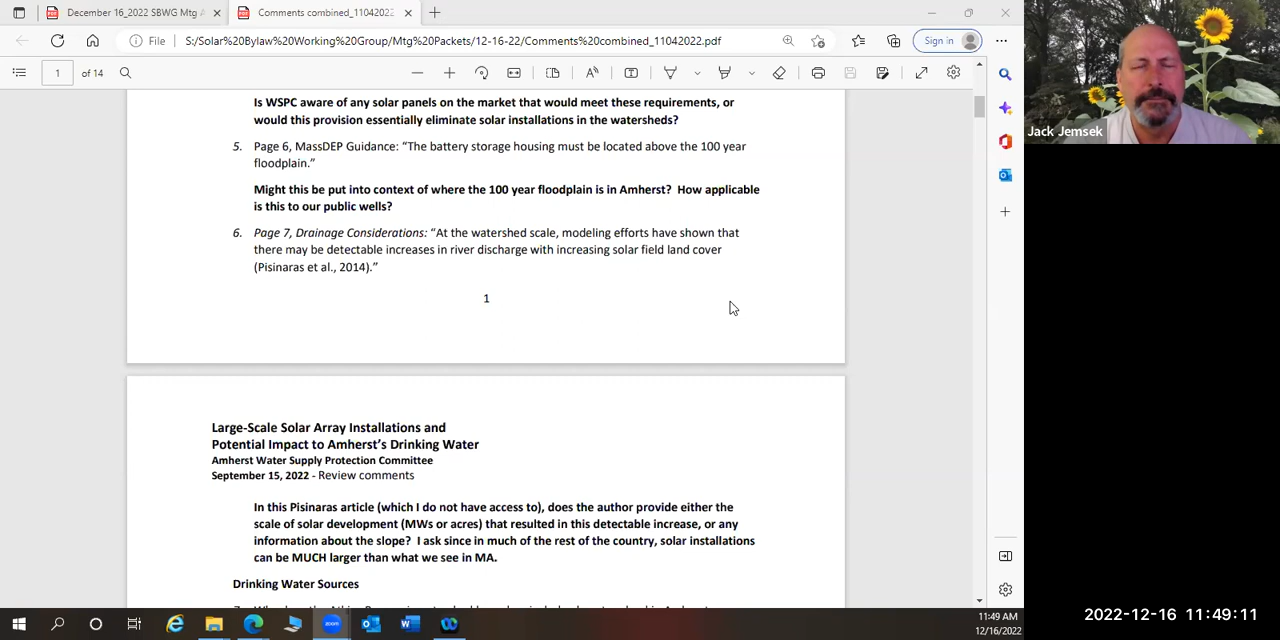 December 16_2022 SBWG Mtg A
Comments combined_11042022
File
S:/Solar%20Bylaw%20Working%20Group/Mtg%20Packets/12-16-22/Comments%20combined_11042022.pdf
Sign in
1 of 14
Is WSPC aware of any solar panels on the market that would meet these requirements, or
would this provision essentially eliminate solar installations in the watersheds?
5. Page 6, MassDEP Guidance: “The battery storage housing must be located above the 100 year
floodplain.”
Might this be put into context of where the 100 year floodplain is in Amherst? How applicable
is this to our public wells?
6. Page 7, Drainage Considerations: “At the watershed scale, modeling efforts have shown that
there may be detectable increases in river discharge with increasing solar field land cover
(Pisinaras et al., 2014).”
1
Large-Scale Solar Array Installations and
Potential Impact to Amherst’s Drinking Water
Amherst Water Supply Protection Committee
September 15, 2022 - Review comments
In this Pisinaras article (which I do not have access to), does the author provide either the
scale of solar development (MWs or acres) that resulted in this detectable increase, or any
information about the slope? I ask since in much of the rest of the country, solar installations
can be MUCH larger than what we see in MA.
Drinking Water Sources
Jack Jemsek
zoom
11:49 AM
12/16/2022
2022-12-16 11:49:11